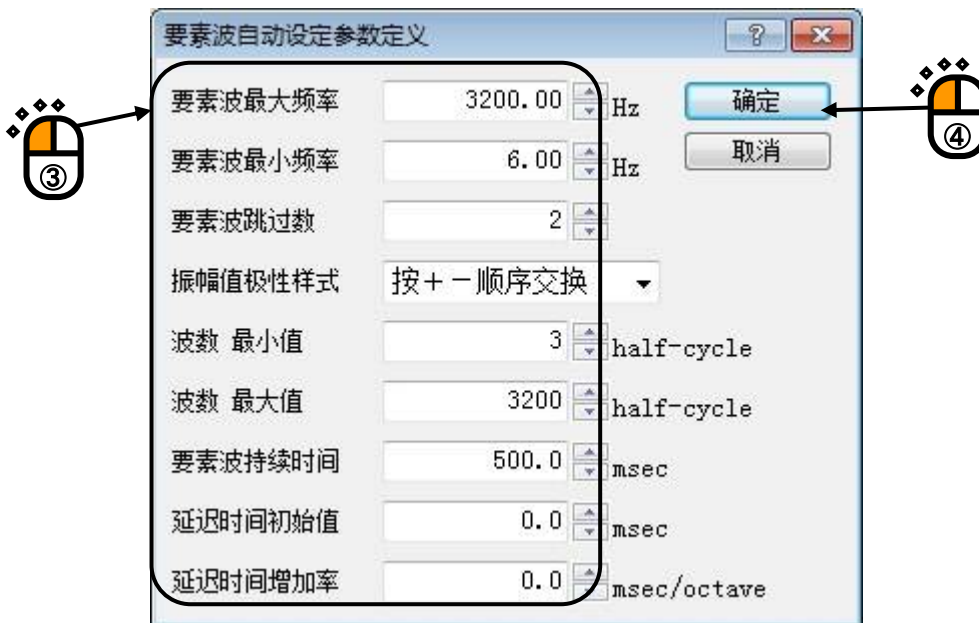 要素波自动设定参数定义
要素波最大频率 3200.00 Hz 确定
要素波最小频率 6.00 Hz 取消
要素波跳过数 2
振幅值极性样式 按+-顺序交换
波数 最小值 3 half-cycle
波数 最大值 3200 half-cycle
要素波持续时间 500.0 msec
延迟时间初始值 0.0 msec
延迟时间增加率 0.0 msec/octave
③
④